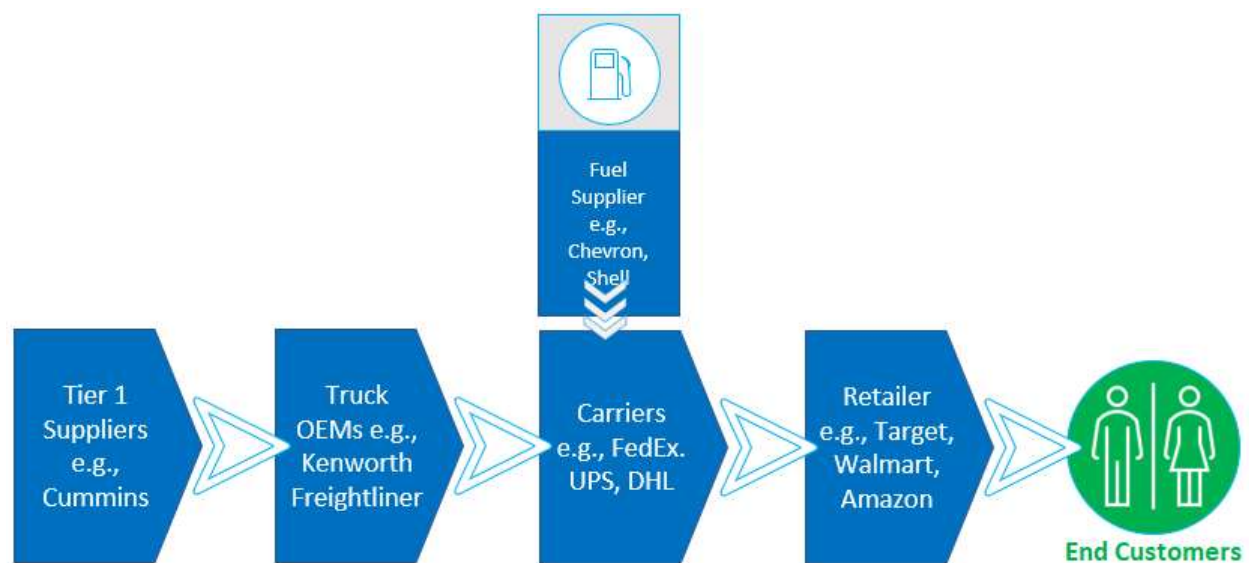 Fuel
Supplier
e.g.,
Chevron,
Shell
Tier 1
Suppliers
e.g.,
Cummins
Truck
OEMs e.g.,
Kenworth
Freightliner
Carriers
e.g., FedEx.
UPS, DHL
Retailer
e.g., Target,
Walmart,
Amazon
End Customers